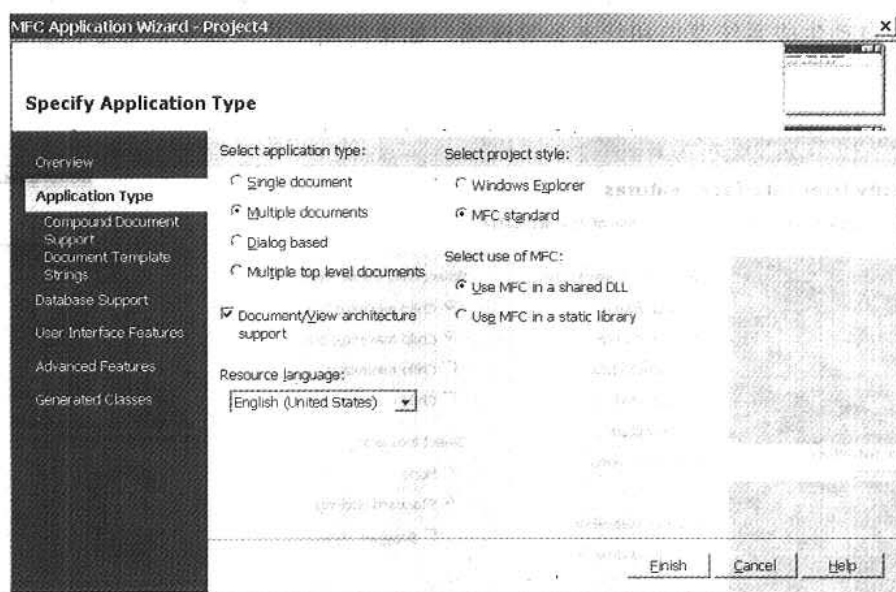 MFC Application Wizard - Project4
Specify Application Type
Overview
Application Type
Compound Document
Support
Document Template
Strings
Database Support
User Interface Features
Advanced Features
Generated Classes
Select application type:
Single document
Multiple documents
Dialog based
Multiple top level documents
Document/View architecture
support
Resource language:
English (United States)
Select project style:
Windows Explorer
MFC standard
Select use of MFC:
Use MFC in a shared DLL
Use MFC in a static library
Finish
Cancel
Help